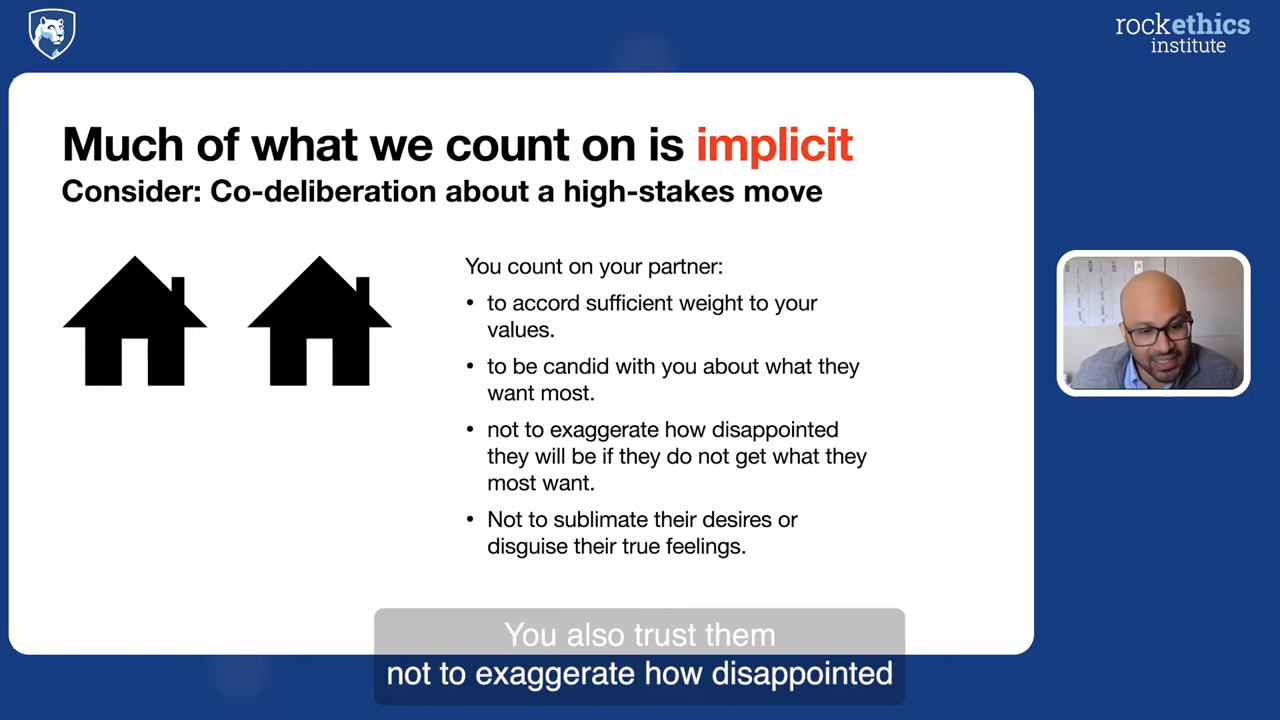 rockethics
institute
Much of what we count on is implicit
Consider: Co-deliberation about a high-stakes move
You count on your partner:
• to accord sufficient weight to your
values.
• to be candid with you about what they
want most.
• not to exaggerate how disappointed
they will be if they do not get what they
most want.
• Not to sublimate their desires or
disguise their true feelings.
You also trust them
not to exaggerate how disappointed